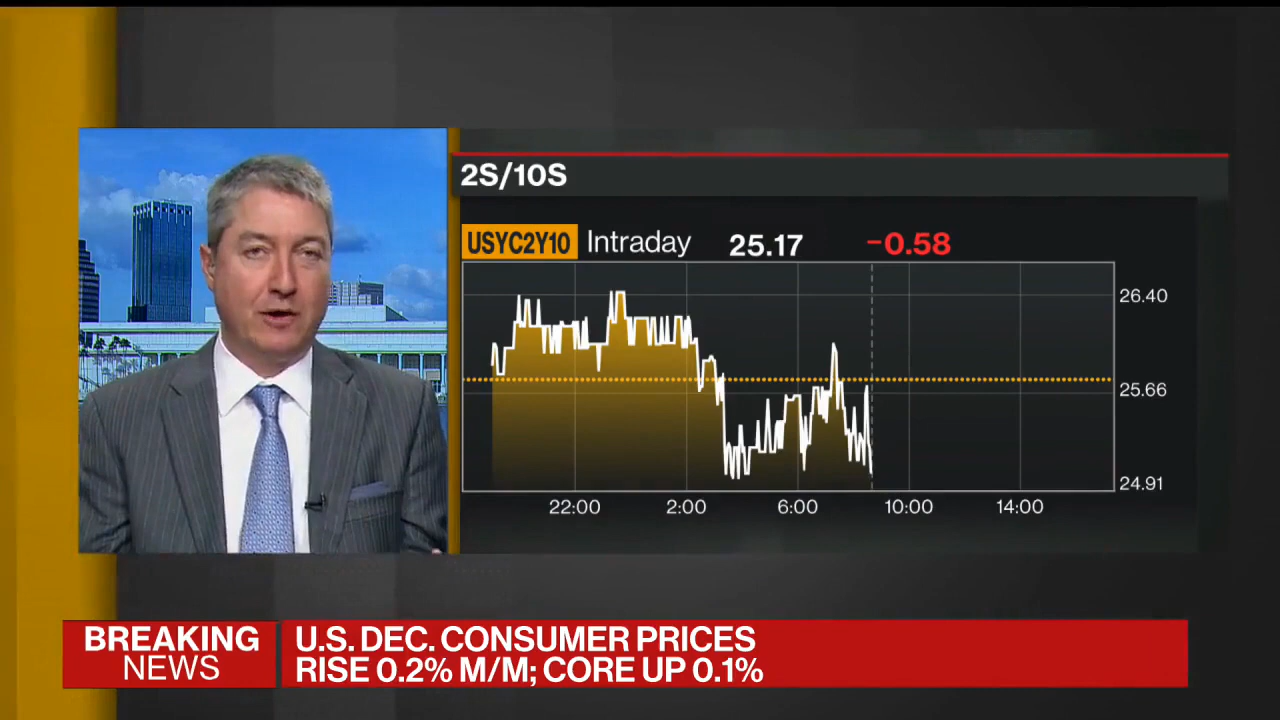 2S/10S
USYC2Y10 Intraday 25.17 -0.58
26.40
25.66
24.91
22:00 2:00 6:00 10:00 14:00
BREAKING NEWS
U.S. DEC. CONSUMER PRICES
RISE 0.2% M/M; CORE UP 0.1%